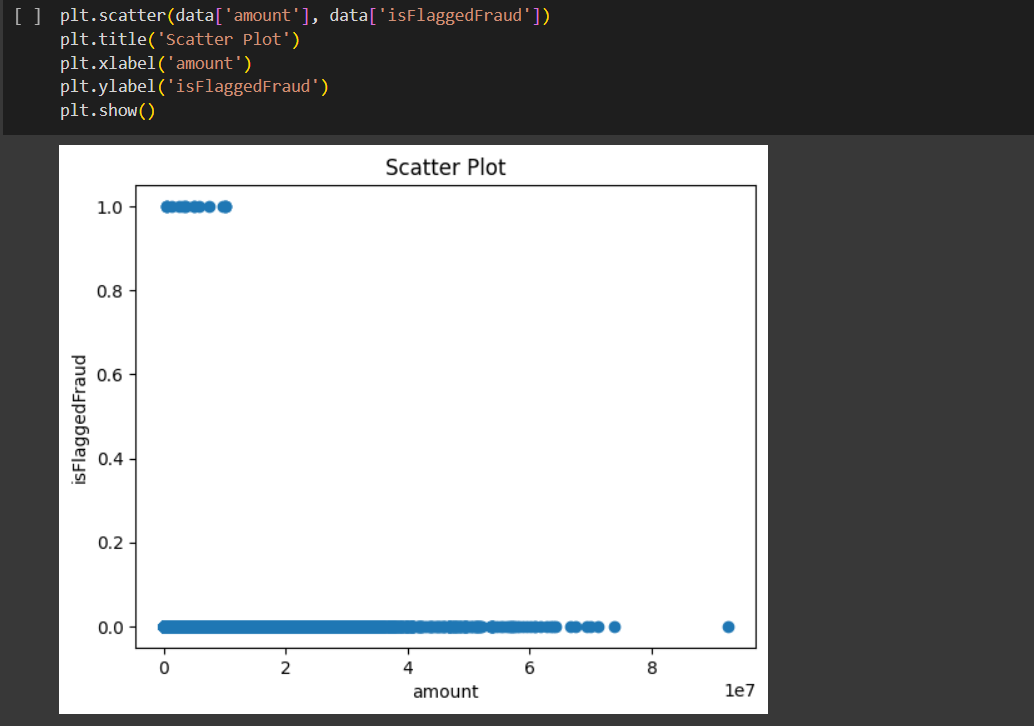 [ ] plt.scatter(data['amount'], data['isFlaggedFraud'])
plt.title('Scatter Plot')
plt.xlabel('amount')
plt.ylabel('isFlaggedFraud')
plt.show()
Scatter Plot
1.0
0.8
0.6
0.4
0.2
0.0
isFlaggedFraud
0 2 4 6 8
1e7
amount